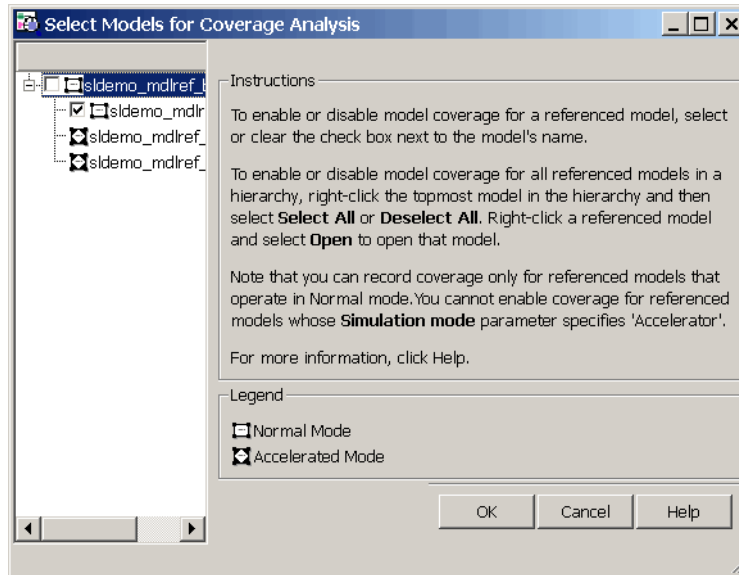 Select Models for Coverage Analysis
sldemo_mdlref_
sldemo_mdlr
sldemo_mdlref_
sldemo_mdlref_
Instructions
To enable or disable model coverage for a referenced model, select
or clear the check box next to the model's name.
To enable or disable model coverage for all referenced models in a
hierarchy, right-click the topmost model in the hierarchy and then
select Select All or Deselect All. Right-click a referenced model
and select Open to open that model.
Note that you can record coverage only for referenced models that
operate in Normal mode.You cannot enable coverage for referenced
models whose Simulation mode parameter specifies 'Accelerator'.
For more information, click Help.
Legend
Normal Mode
Accelerated Mode
OK Cancel Help